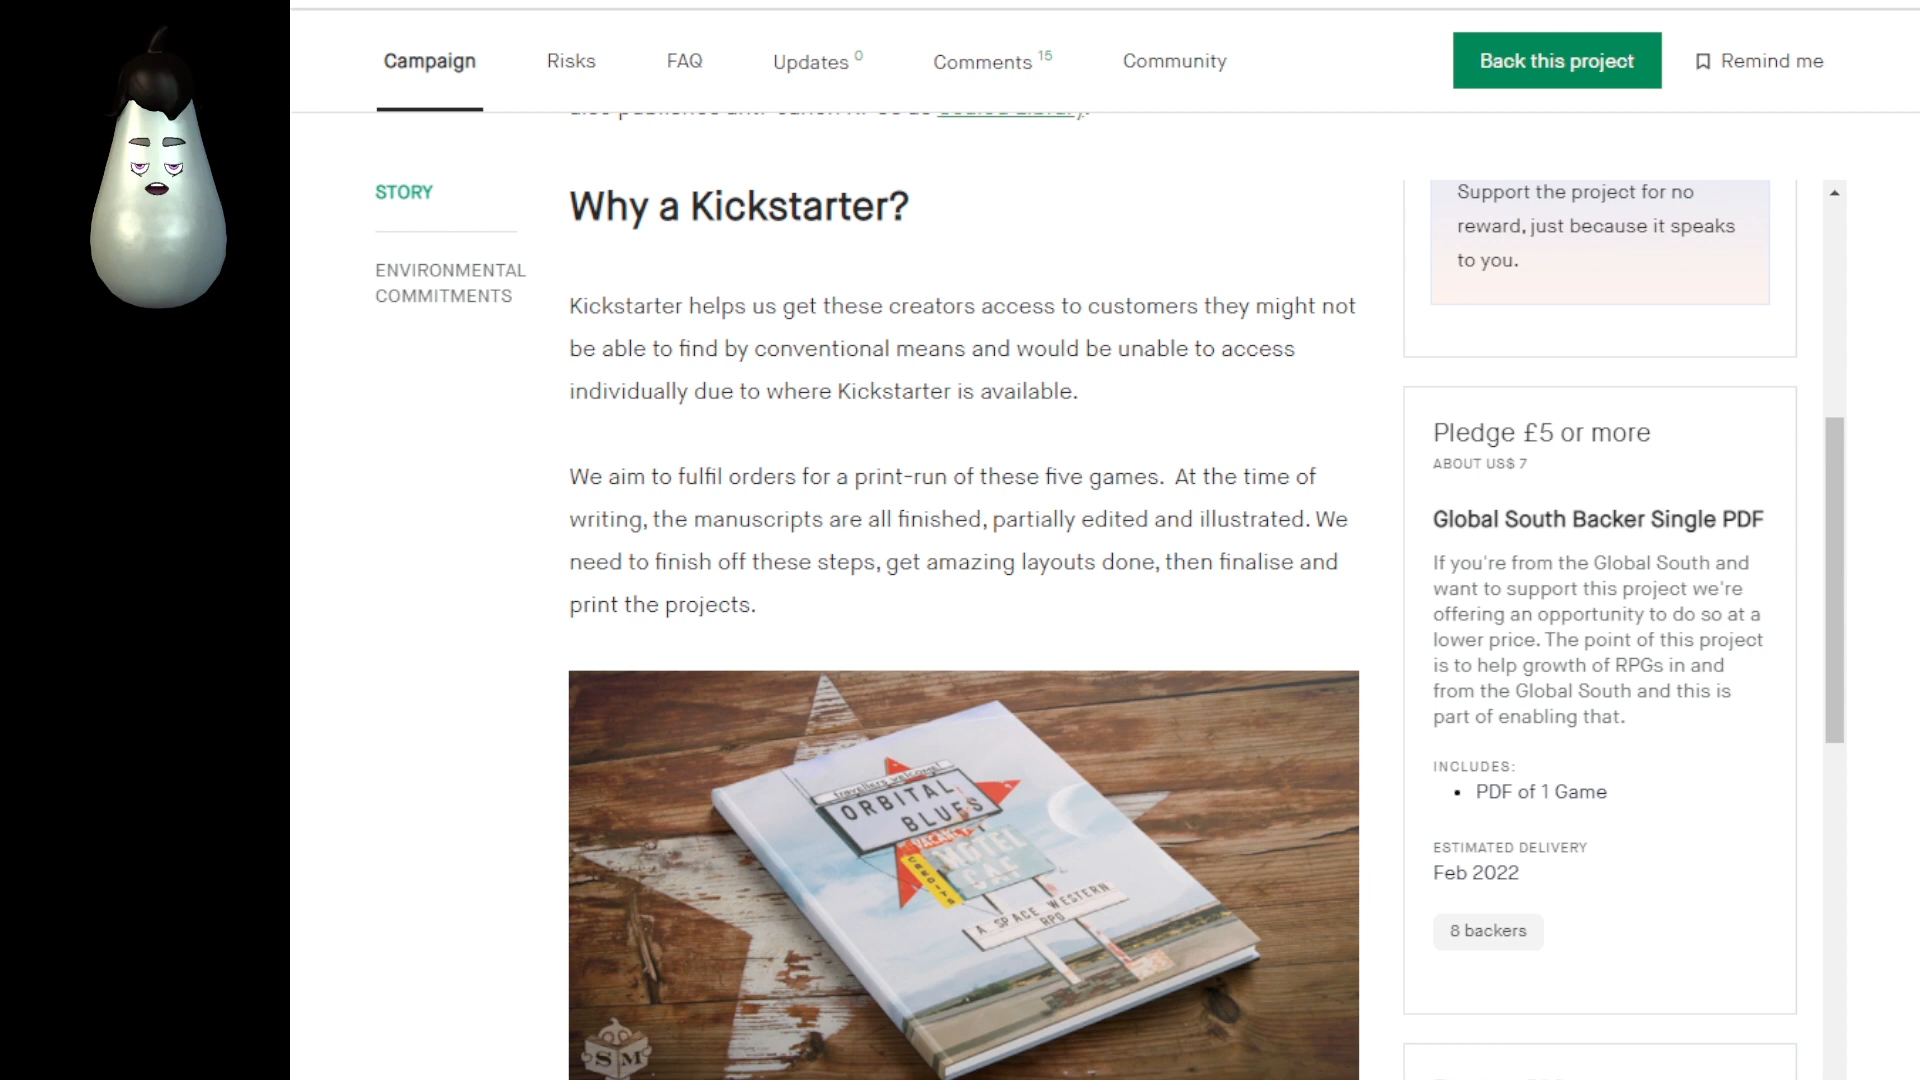 Campaign
Risks
FAQ
Updates 0
Comments 15
Community
Back this project
Remind me
STORY
ENVIRONMENTAL
COMMITMENTS
Why a Kickstarter?
Kickstarter helps us get these creators access to customers they might not
be able to find by conventional means and would be unable to access
individually due to where Kickstarter is available.
We aim to fulfil orders for a print-run of these five games. At the time of
writing, the manuscripts are all finished, partially edited and illustrated. We
need to finish off these steps, get amazing layouts done, then finalise and
print the projects.
travellers welcome!
ORBITAL
BLUES
VACANCY
MOTEL
CREDITS
A SPACE WESTERN
RPG
SM
Support the project for no
reward, just because it speaks
to you.
Pledge £5 or more
ABOUT US$ 7
Global South Backer Single PDF
If you're from the Global South and
want to support this project we're
offering an opportunity to do so at a
lower price. The point of this project
is to help growth of RPGs in and
from the Global South and this is
part of enabling that.
INCLUDES:
• PDF of 1 Game
ESTIMATED DELIVERY
Feb 2022
8 backers